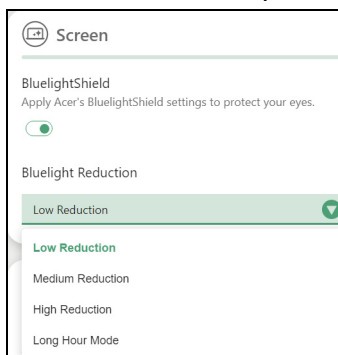 Screen
BluelightShield
Apply Acer's BluelightShield settings to protect your eyes.
Bluelight Reduction
Low Reduction
Low Reduction
Medium Reduction
High Reduction
Long Hour Mode